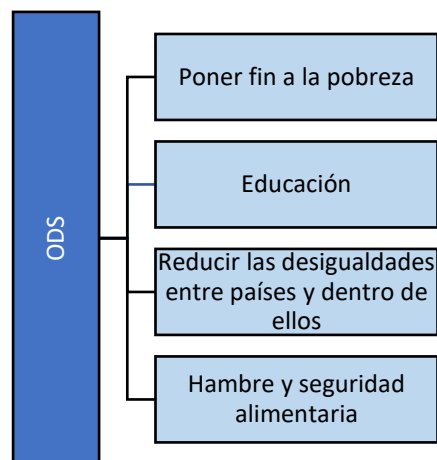 ODS
Poner fin a la pobreza
Educación
Reducir las desigualdades
entre países y dentro de
ellos
Hambre y seguridad
alimentaria